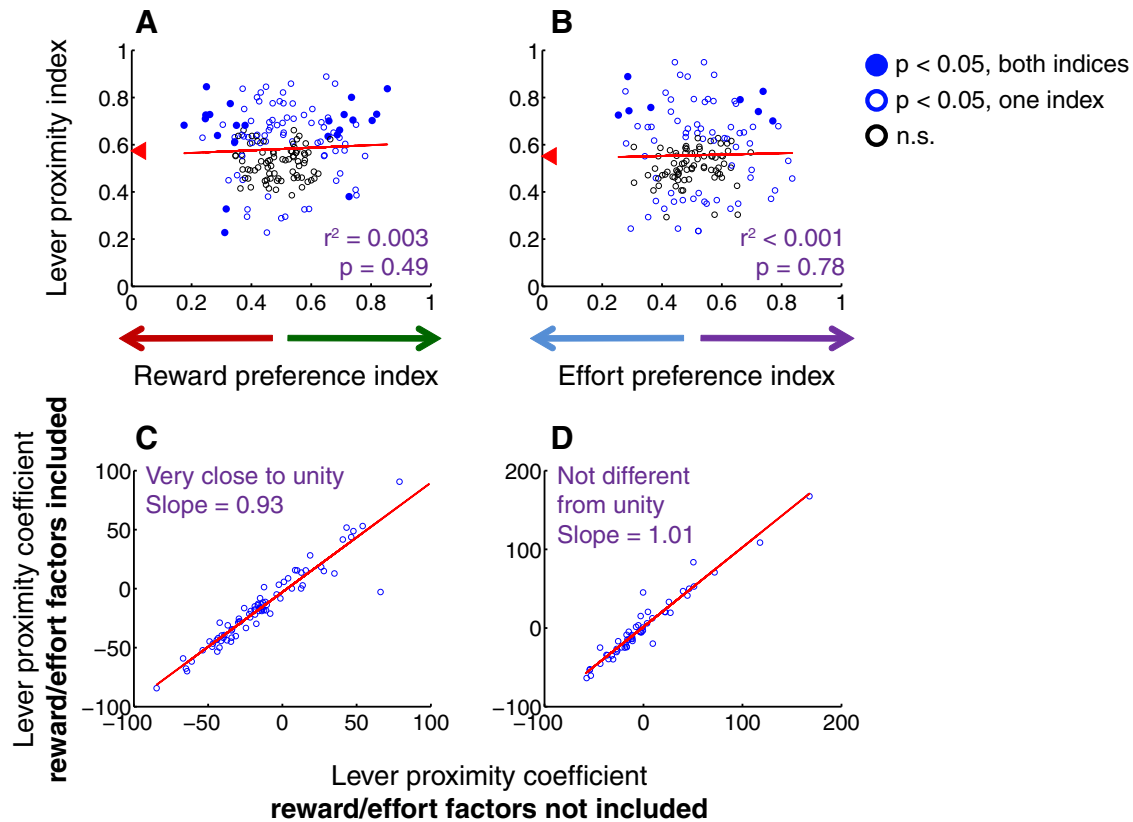 A
B
Lever proximity index
1
0.8
0.6
0.4
0.2
0
0
0.2
0.4
0.6
0.8
1
r² = 0.003
p = 0.49
Reward preference index
1
0.8
0.6
0.4
0.2
0
0
0.2
0.4
0.6
0.8
1
r² < 0.001
p = 0.78
Effort preference index
p < 0.05, both indices
p < 0.05, one index
n.s.
C
D
Lever proximity coefficient
reward/effort factors included
100
50
0
−50
−100
−100
−50
0
50
100
Very close to unity
Slope = 0.93
200
100
0
−100
−100
0
100
200
Not different
from unity
Slope = 1.01
Lever proximity coefficient
reward/effort factors not included